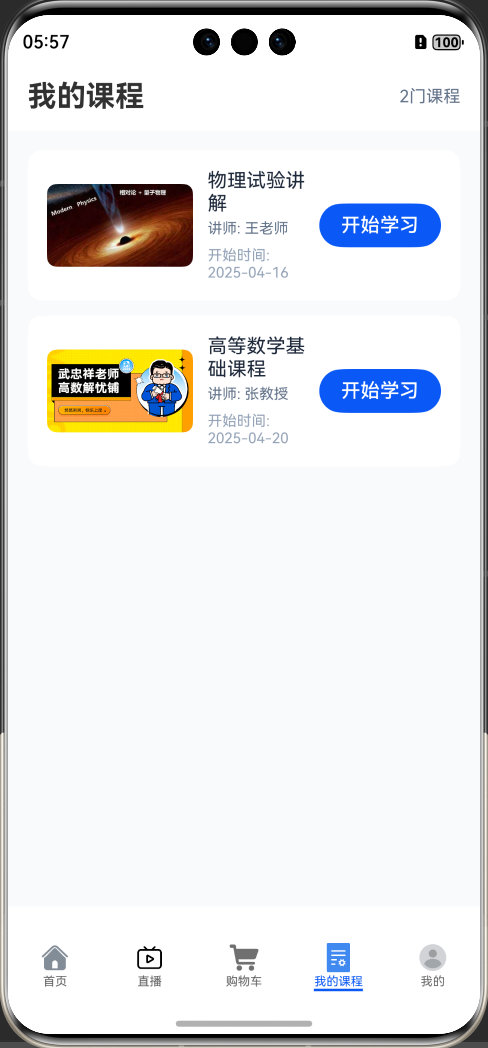 05:57
100
我的课程
2门课程
相对论 + 量子物理
Modern Physics
物理试验讲
解
讲师: 王老师
开始时间:
2025-04-16
开始学习
武忠祥老师
高数解忧铺
高等数学基
础课程
讲师: 张教授
开始时间:
2025-04-20
开始学习
首页
直播
购物车
我的课程
我的